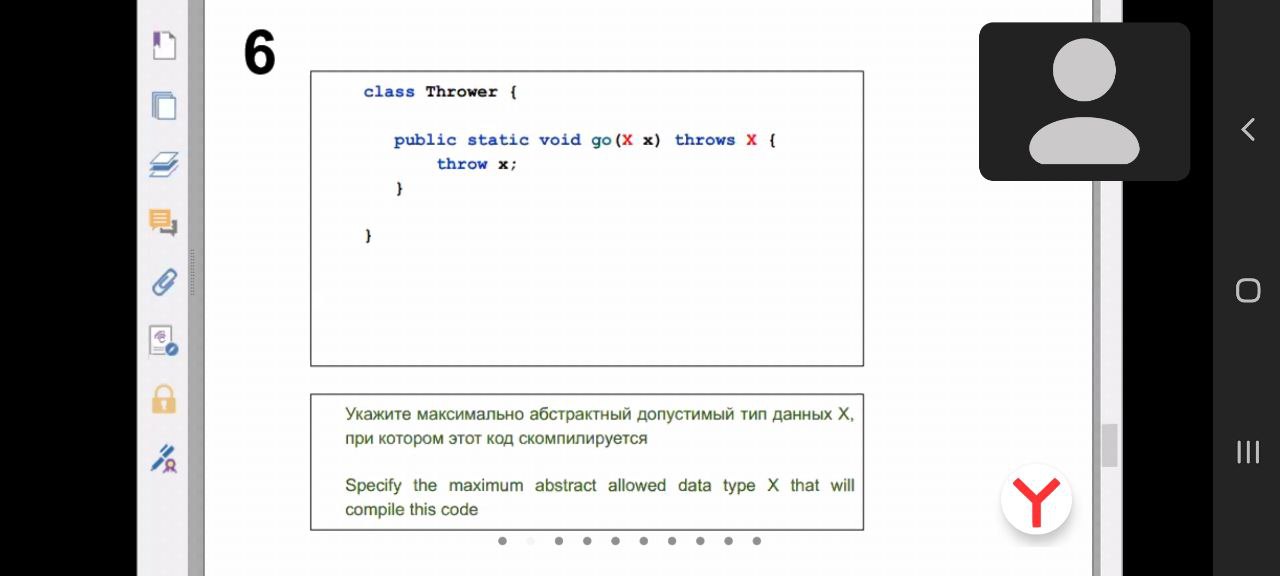 6
class Thrower {
public static void go(X x) throws X {
throw x;
}
}
Укажите максимально абстрактный допустимый тип данных X,
при котором этот код скомпилируется
Specify the maximum abstract allowed data type X that will
compile this code